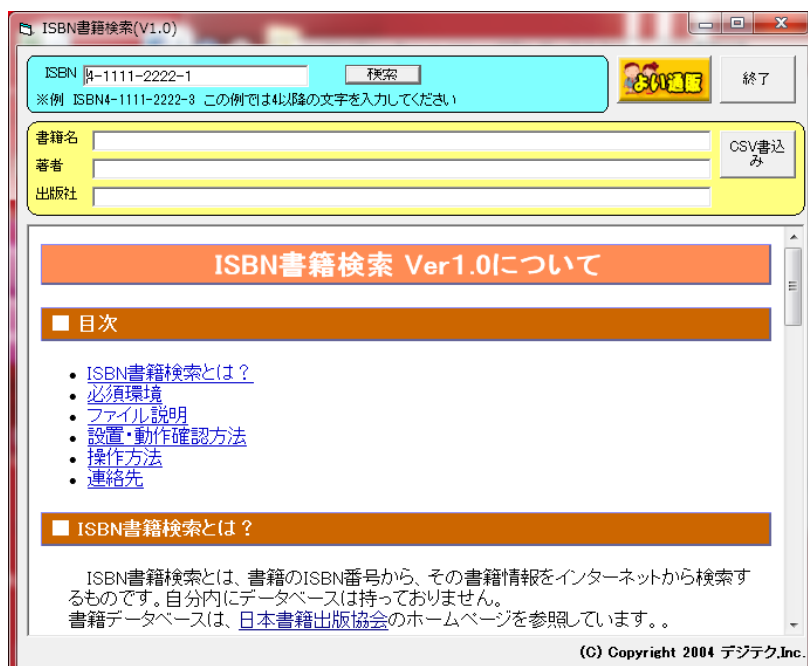 ISBN書籍検索(V1.0)
ISBN 4-1111-2222-1 検索
※例 ISBN4-1111-2222-3 この例では4以降の文字を入力してください
よい通販
終了
書籍名
著者
出版社
CSV書込
み
ISBN書籍検索 Ver1.0について
■ 目次
• ISBN書籍検索とは？
• 必須環境
• ファイル説明
• 設置・動作確認方法
• 操作方法
• 連絡先
■ ISBN書籍検索とは？
ISBN書籍検索とは、書籍のISBN番号から、その書籍情報をインターネットから検索す
るものです。自分内にデータベースは持っておりません。
書籍データベースは、日本書籍出版協会のホームページを参照しています。。
(C) Copyright 2004 デジテク,Inc.